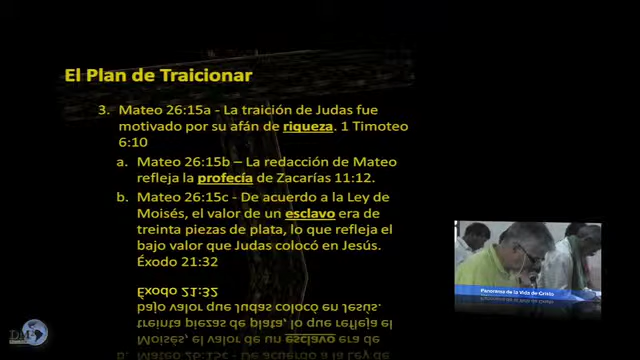 El Plan de Traicionar
3. Mateo 26:15a - La traición de Judas fue
motivado por su afán de riqueza. 1 Timoteo
6:10
a. Mateo 26:15b – La redacción de Mateo
refleja la profecía de Zacarías 11:12.
b. Mateo 26:15c - De acuerdo a la Ley de
Moisés, el valor de un esclavo era de
treinta piezas de plata, lo que refleja el
bajo valor que Judas colocó en Jesús.
Éxodo 21:32
Panorama de la Vida de Cristo
DM